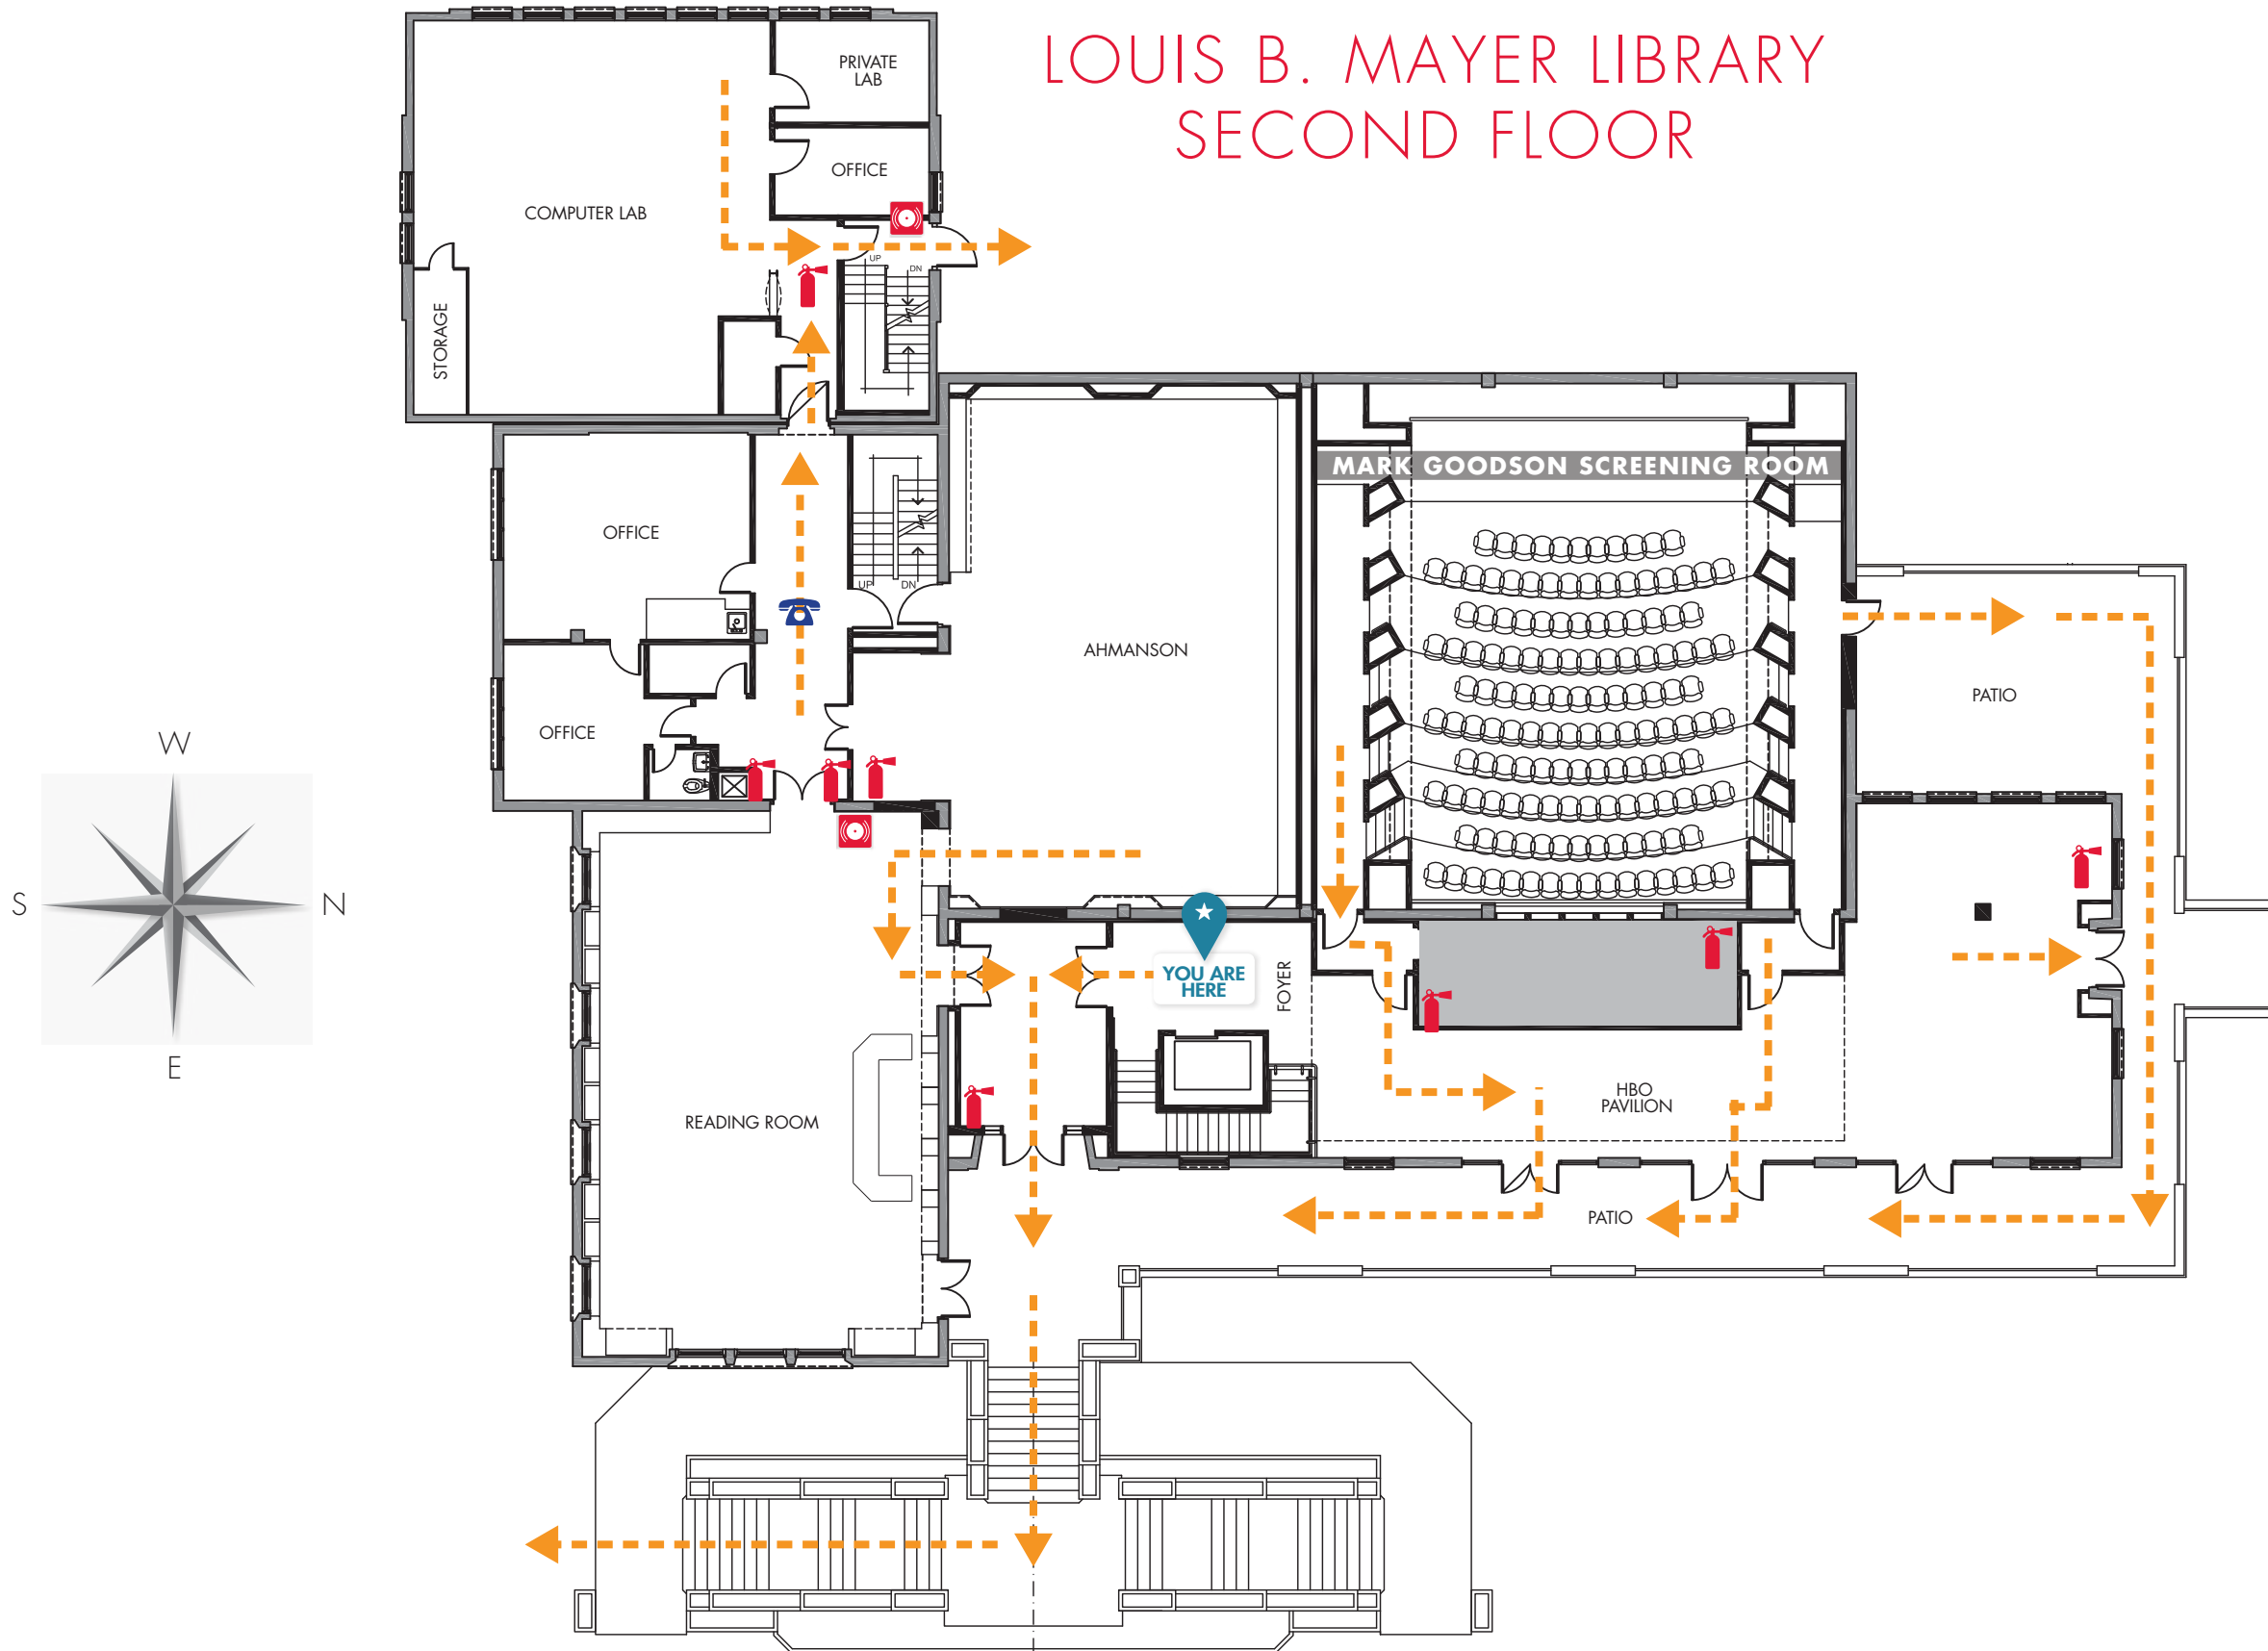 LOUIS B. MAYER LIBRARY
SECOND FLOOR
PRIVATE
LAB
OFFICE
COMPUTER LAB
UP
DN
STORAGE
MARK GOODSON SCREENING ROOM
OFFICE
UP
DN
AHMANSON
PATIO
OFFICE
W
S
N
E
YOU ARE
HERE
FOYER
HBO
PAVILION
READING ROOM
PATIO